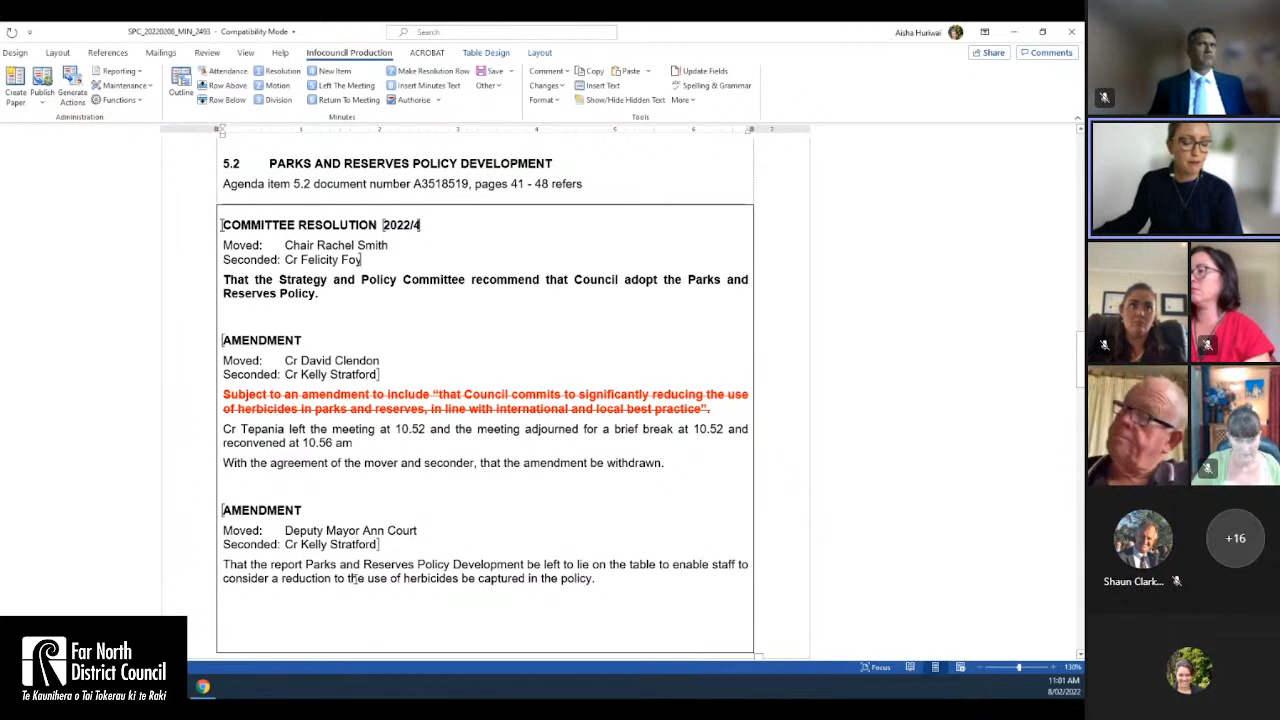 SPC_20220208_MIN_2493 - Compatibility Mode
Search
Aisha Huriwai
Design Layout References Mailings Review View Help Infocouncil Production ACROBAT Table Design Layout
Share Comments
Create Paper
Publish
Generate Actions
Reporting
Maintenance
Functions
Administration
Outline
Attendance
Row Above
Row Below
Resolution
Motion
Division
New Item
Left The Meeting
Return To Meeting
Make Resolution Row
Insert Minutes Text
Authorise
Save
Other
Minutes
Comment
Changes
Format
Copy
Paste
Insert Text
Show/Hide Hidden Text
Update Fields
Spelling & Grammar
More
Tools
1 2 3 4 5 6 7
5.2 PARKS AND RESERVES POLICY DEVELOPMENT
Agenda item 5.2 document number A3518519, pages 41 - 48 refers
COMMITTEE RESOLUTION 2022/4
Moved: Chair Rachel Smith
Seconded: Cr Felicity Foy
That the Strategy and Policy Committee recommend that Council adopt the Parks and
Reserves Policy.
AMENDMENT
Moved: Cr David Clendon
Seconded: Cr Kelly Stratford
Subject to an amendment to include “that Council commits to significantly reducing the use
of herbicides in parks and reserves, in line with international and local best practice”.
Cr Tepania left the meeting at 10.52 and the meeting adjourned for a brief break at 10.52 and
reconvened at 10.56 am
With the agreement of the mover and seconder, that the amendment be withdrawn.
AMENDMENT
Moved: Deputy Mayor Ann Court
Seconded: Cr Kelly Stratford
That the report Parks and Reserves Policy Development be left to lie on the table to enable staff to
consider a reduction to the use of herbicides be captured in the policy.
Focus
130%
11:01 AM
8/02/2022
+16
Shaun Clark...
Far North
District Council
Te Kaunihera o Tai Tokerau ki te Raki